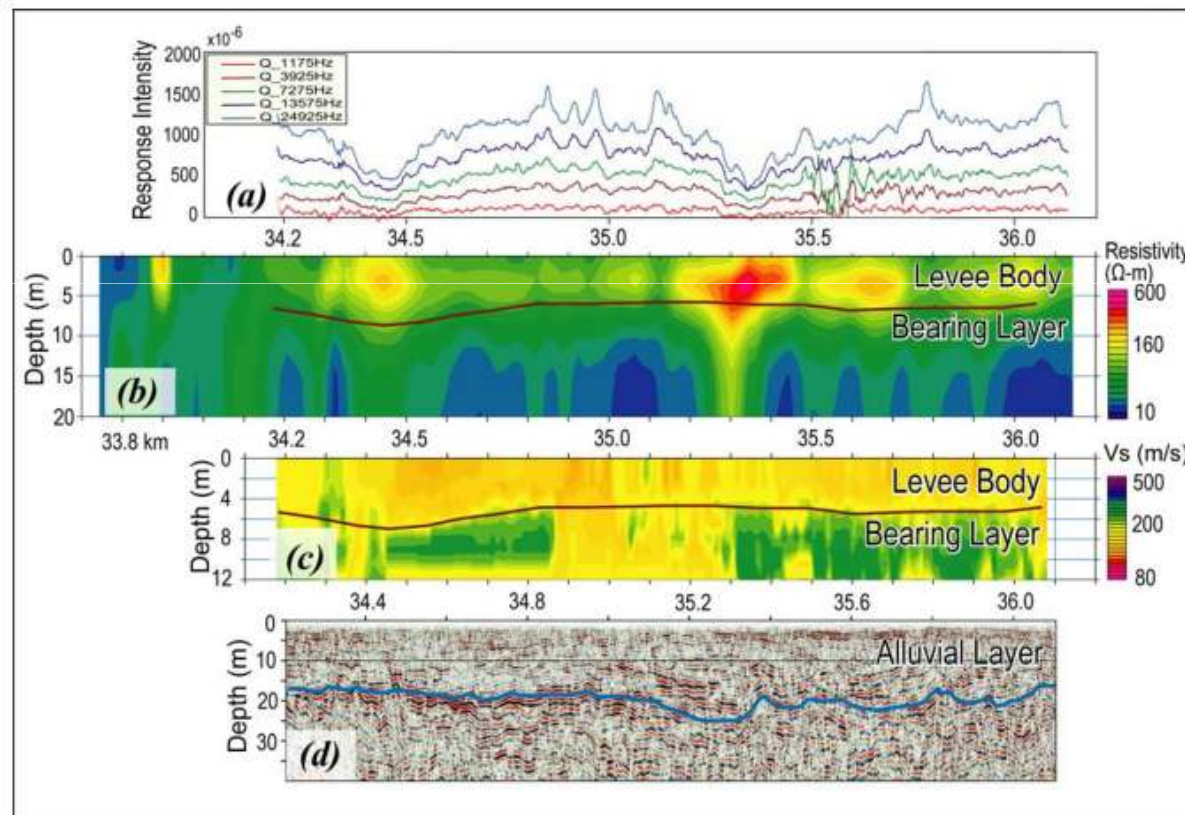 ×10⁻⁶
2000
1500
1000
500
0
Response Intensity
Q_1175Hz
Q_3925Hz
Q_7275Hz
Q_13575Hz
Q_24925Hz
(a)
34.2 34.5 35.0 35.5 36.0
0
5
10
15
20
Depth (m)
Levee Body
Bearing Layer
(b)
Resistivity
(Ω-m)
600
160
10
33.8 km 34.2 34.5 35.0 35.5 36.0
0
4
8
12
Depth (m)
Levee Body
Bearing Layer
(c)
Vs (m/s)
500
200
80
34.4 34.8 35.2 35.6 36.0
0
10
20
30
Depth (m)
Alluvial Layer
(d)